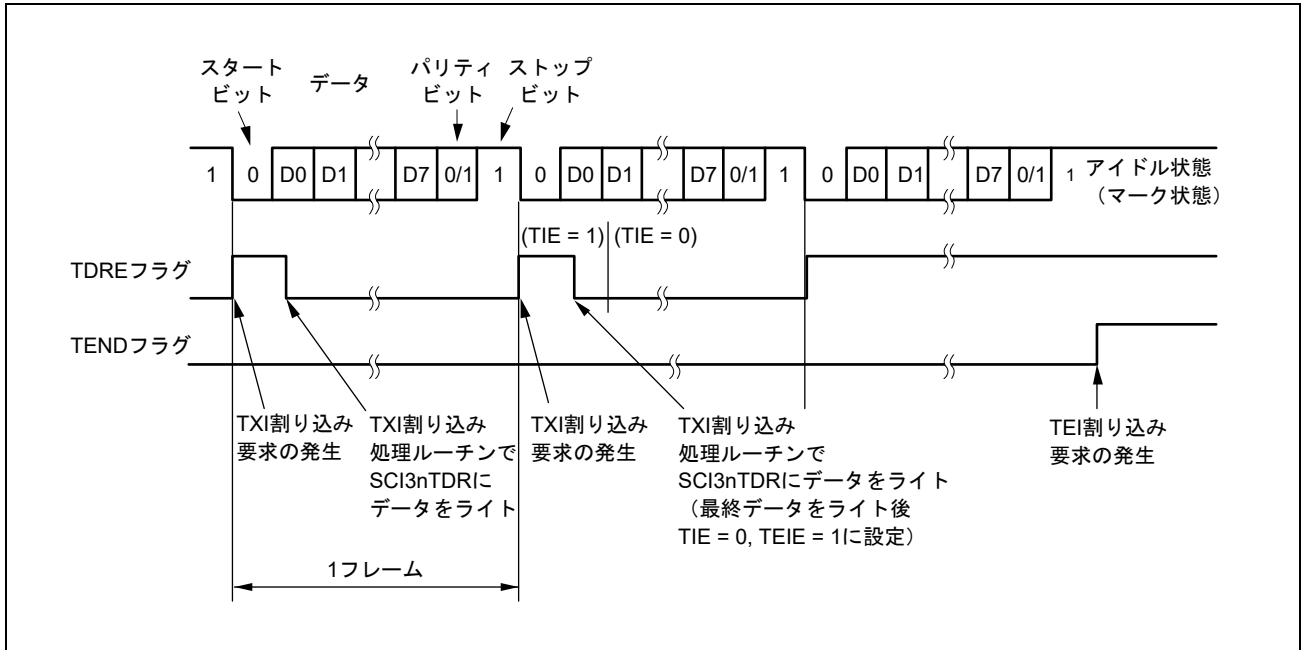 スタート
ビット
データ
パリティ
ビット
ストップ
ビット
1 0 D0 D1 D7 0/1 1 0 D0 D1 D7 0/1 1 0 D0 D1 D7 0/1 1
アイドル状態
（マーク状態）
(TIE = 1) (TIE = 0)
TDREフラグ
TENDフラグ
TXI割り込み
要求の発生
TXI割り込み
処理ルーチンで
SCI3nTDRに
データをライト
TXI割り込み
要求の発生
TXI割り込み
処理ルーチンで
SCI3nTDRにデータをライト
（最終データをライト後
TIE = 0, TEIE = 1に設定）
TEI割り込み
要求の発生
1フレーム